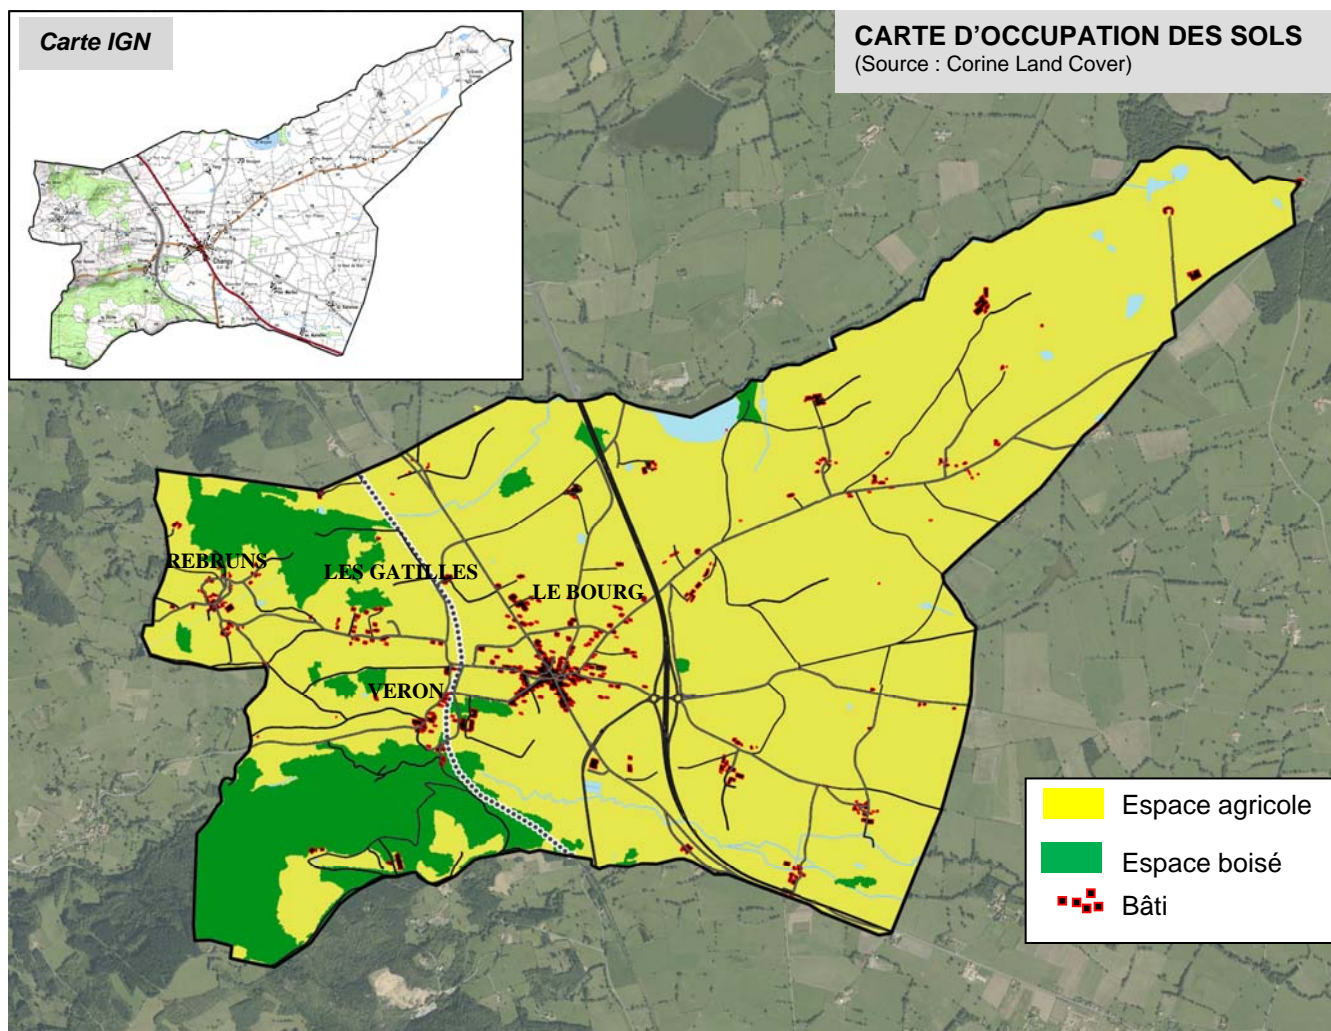 Carte IGN
CARTE D'OCCUPATION DES SOLS
(Source : Corine Land Cover)
Changy
REBRUNS
LES GATILLES
LE BOURG
VERON
Espace agricole
Espace boisé
Bâti